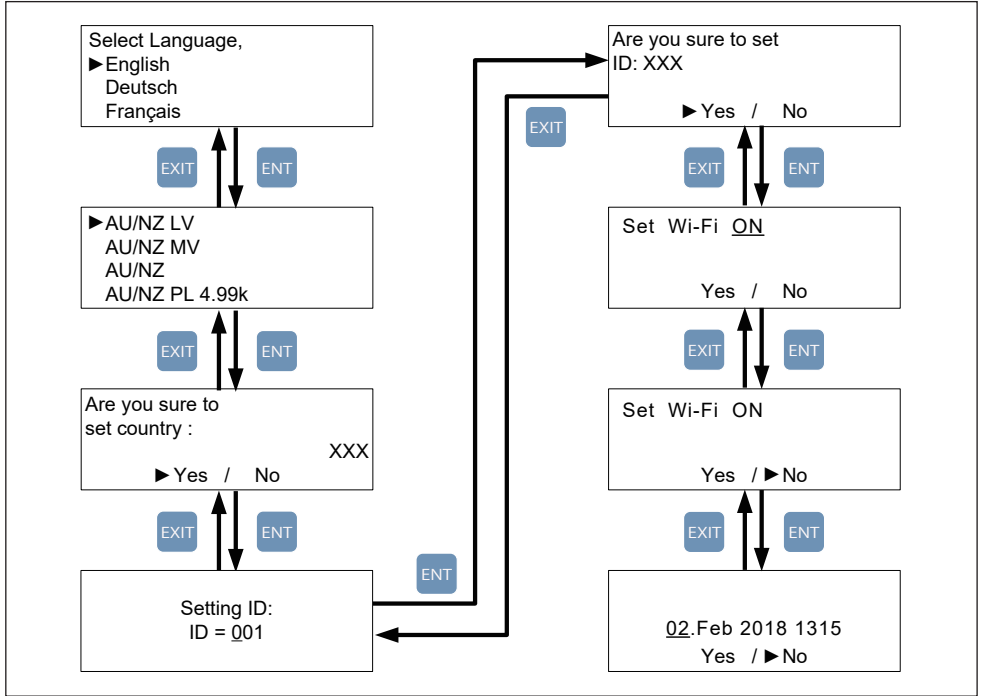 Select Language,
►English
Deutsch
Français
EXIT ENT
►AU/NZ LV
AU/NZ MV
AU/NZ
AU/NZ PL 4.99k
EXIT ENT
Are you sure to
set country :
XXX
►Yes / No
EXIT ENT
Setting ID:
ID = 001
ENT
EXIT
Are you sure to set
ID: XXX
►Yes / No
EXIT ENT
Set Wi-Fi ON
Yes / No
EXIT ENT
Set Wi-Fi ON
Yes /►No
EXIT ENT
02.Feb 2018 1315
Yes /►No